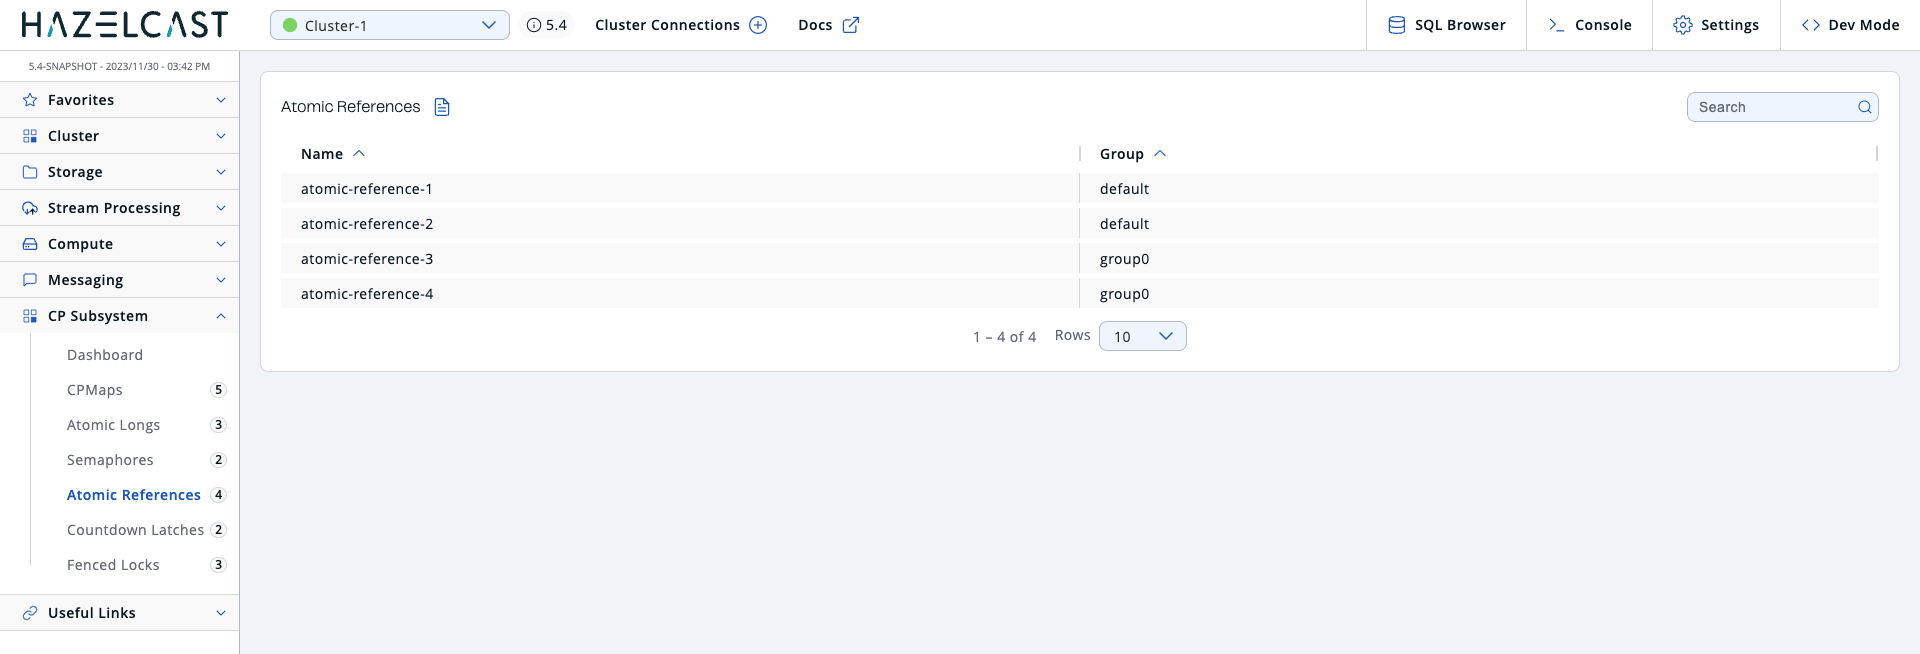 HAZELCAST
Cluster-1
5.4
Cluster Connections
Docs
SQL Browser
Console
Settings
Dev Mode
5.4-SNAPSHOT - 2023/11/30 - 03:42 PM
Favorites
Cluster
Storage
Stream Processing
Compute
Messaging
CP Subsystem
Dashboard
CPMaps 5
Atomic Longs 3
Semaphores 2
Atomic References 4
Countdown Latches 2
Fenced Locks 3
Useful Links
Atomic References
Search
Name Group
atomic-reference-1 default
atomic-reference-2 default
atomic-reference-3 group0
atomic-reference-4 group0
1 – 4 of 4 Rows 10